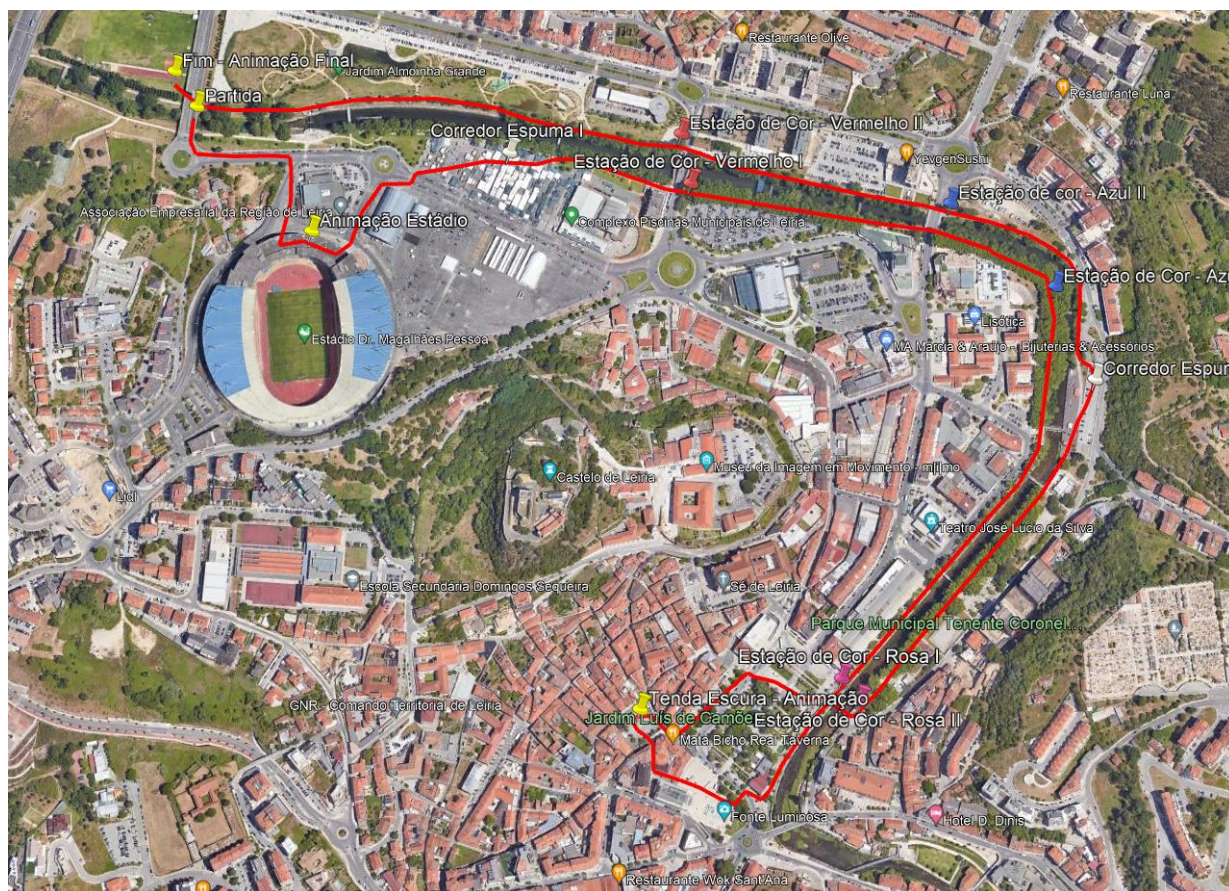 Restaurante Olive
Fim - Animação Final
Jardim Almoinha Grande
Restaurante Luna
Partida
Estação de Cor - Vermelho II
Corredor Espuma I
Estação de Cor - Vermelho I
YevgenSushi
Estação de cor - Azul II
Associação Empresarial da Região de Leiria
Animação Estádio
Complexo Piscinas Municipais de Leiria
Estação de Cor - Az
Lisótica
Estádio Dr. Magalhães Pessoa
MA Marcia & Araújo - Bijuterias & Acessórios
Corredor Espur
Castelo de Leiria
Museu da Imagem em Movimento - m|i|mo
Lidl
Teatro José Lúcio da Silva
Escola Secundária Domingos Sequeira
Sé de Leiria
Parque Municipal Tenente Coronel...
Estação de Cor - Rosa I
Tenda Escura - Animação
GNR - Comando Territorial de Leiria
Jardim Luís de Camõe
Estação de Cor - Rosa II
Mata Bicho Real Taverna
Fonte Luminosa
Hotel D. Dinis
Restaurante Wok Sant'Ana